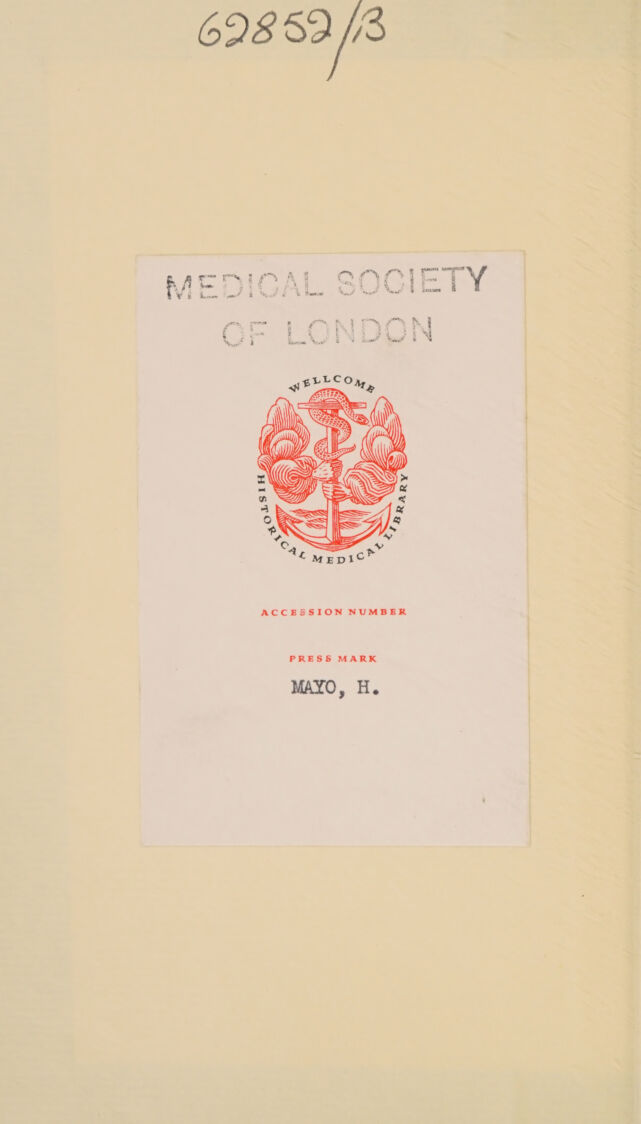 62852/B
MEDICAL SOCIETY
OF LONDON
WELLCOME
HISTORICAL MEDICAL LIBRARY
ACCESSION NUMBER
PRESS MARK
MAYO, H.